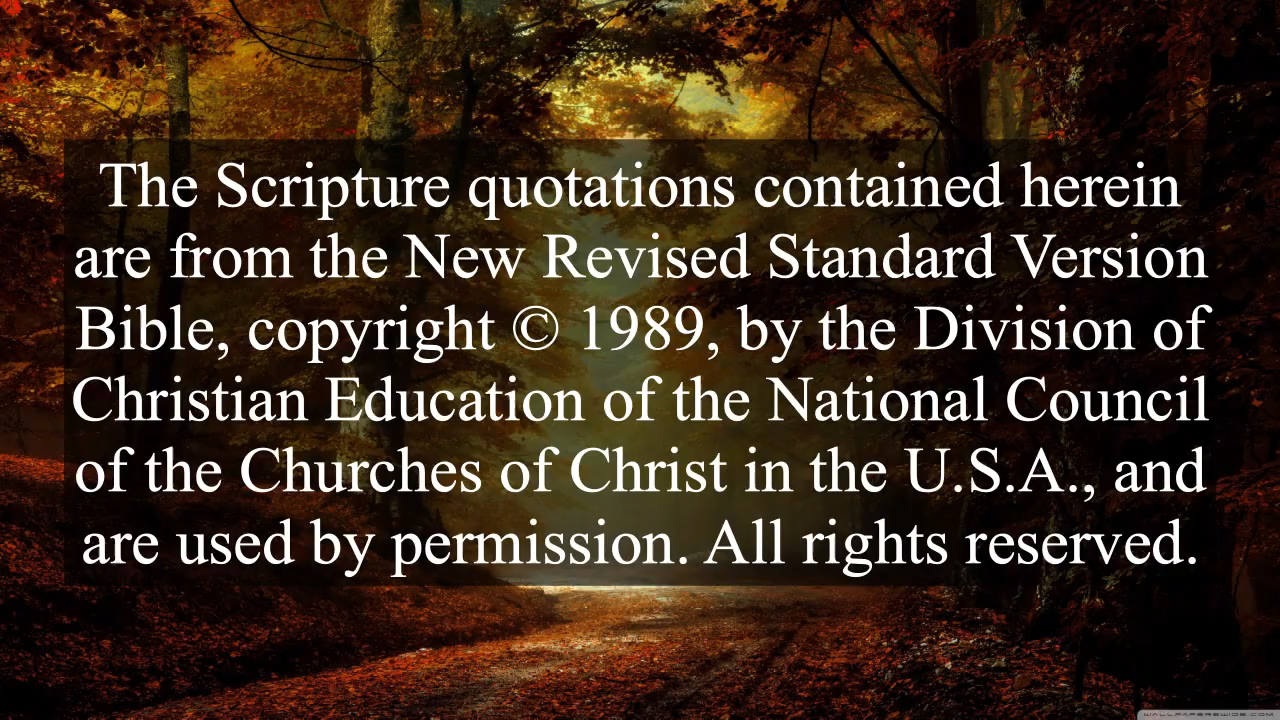 The Scripture quotations contained herein
are from the New Revised Standard Version
Bible, copyright © 1989, by the Division of
Christian Education of the National Council
of the Churches of Christ in the U.S.A., and
are used by permission. All rights reserved.
WALLPAPERSWIDE.COM